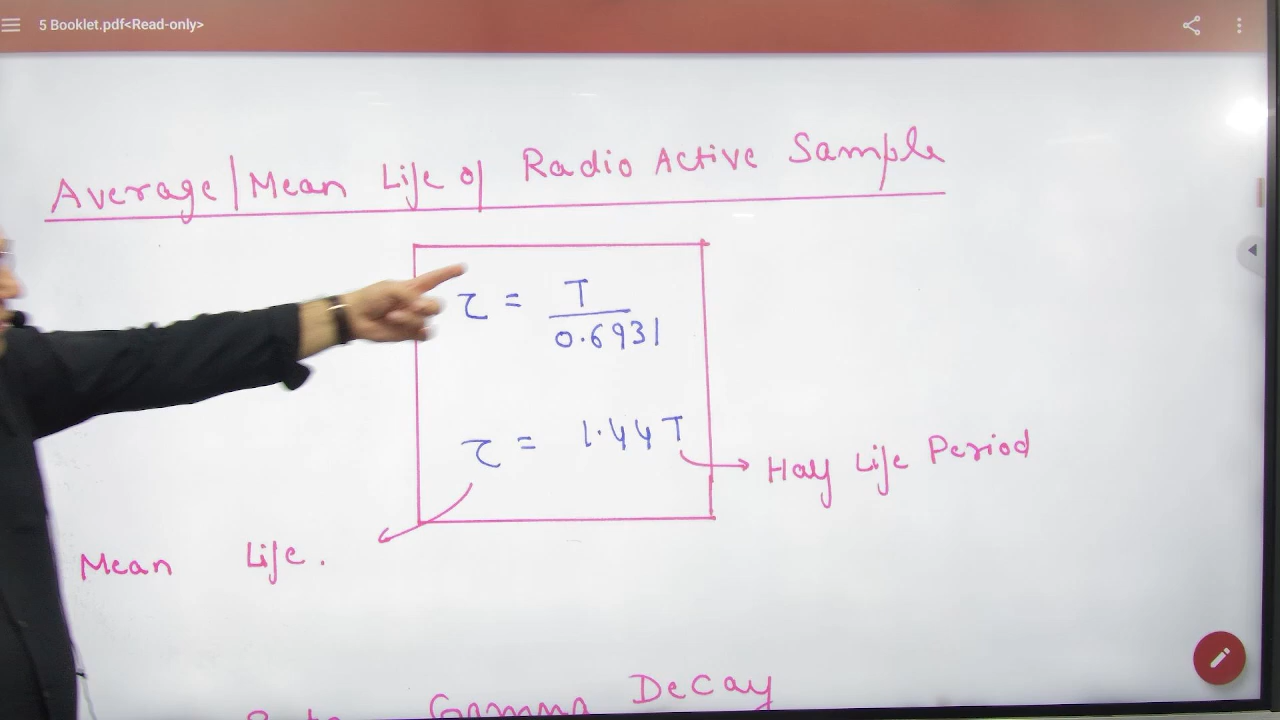 5 Booklet.pdf<Read-only>
Average/Mean Life of Radio Active Sample
τ = T
0.6931
τ = 1.44 T
Half Life Period
Mean Life.
Gamma Decay